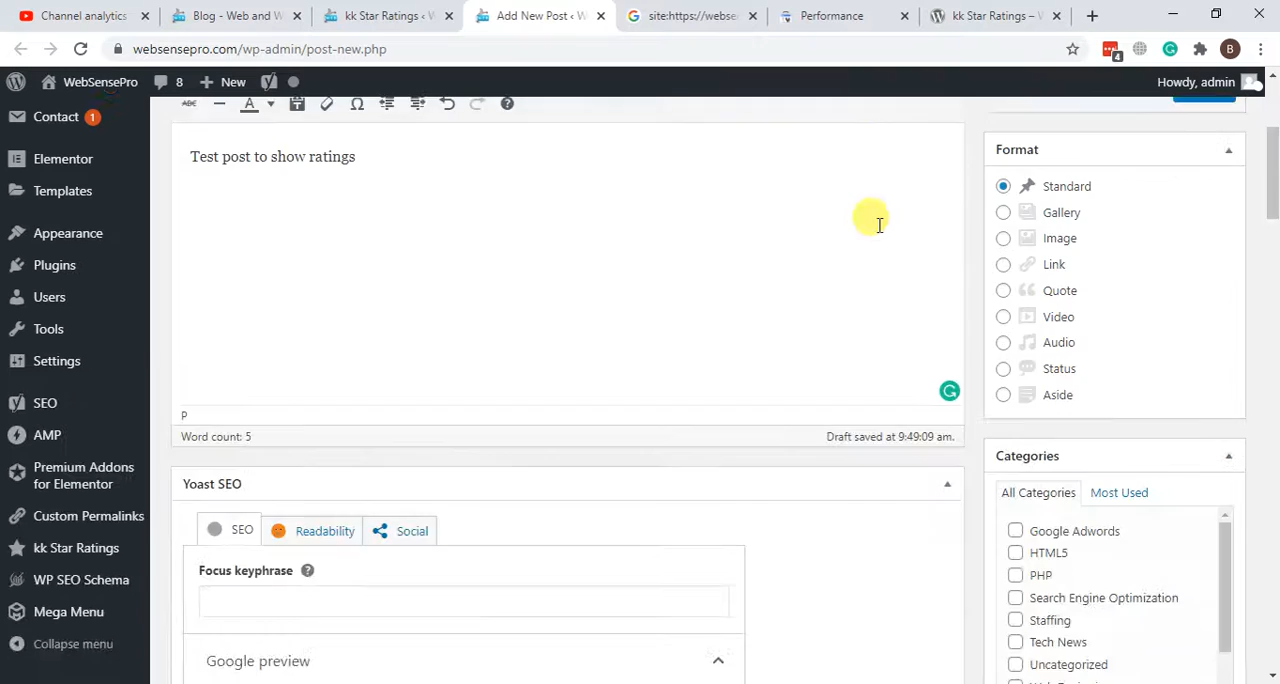 Channel analytics
Blog - Web and W
kk Star Ratings ‹ W
Add New Post ‹ W
site:https://webse
Performance
kk Star Ratings – W
websensepro.com/wp-admin/post-new.php
4
B
WebSensePro
8
New
Howdy, admin
Contact 1
Elementor
Templates
Appearance
Plugins
Users
Tools
Settings
SEO
AMP
Premium Addons
for Elementor
Custom Permalinks
kk Star Ratings
WP SEO Schema
Mega Menu
Collapse menu
ABC
A
Test post to show ratings
P
Word count: 5
Draft saved at 9:49:09 am.
Yoast SEO
SEO
Readability
Social
Focus keyphrase
Google preview
Format
Standard
Gallery
Image
Link
Quote
Video
Audio
Status
Aside
Categories
All Categories
Most Used
Google Adwords
HTML5
PHP
Search Engine Optimization
Staffing
Tech News
Uncategorized